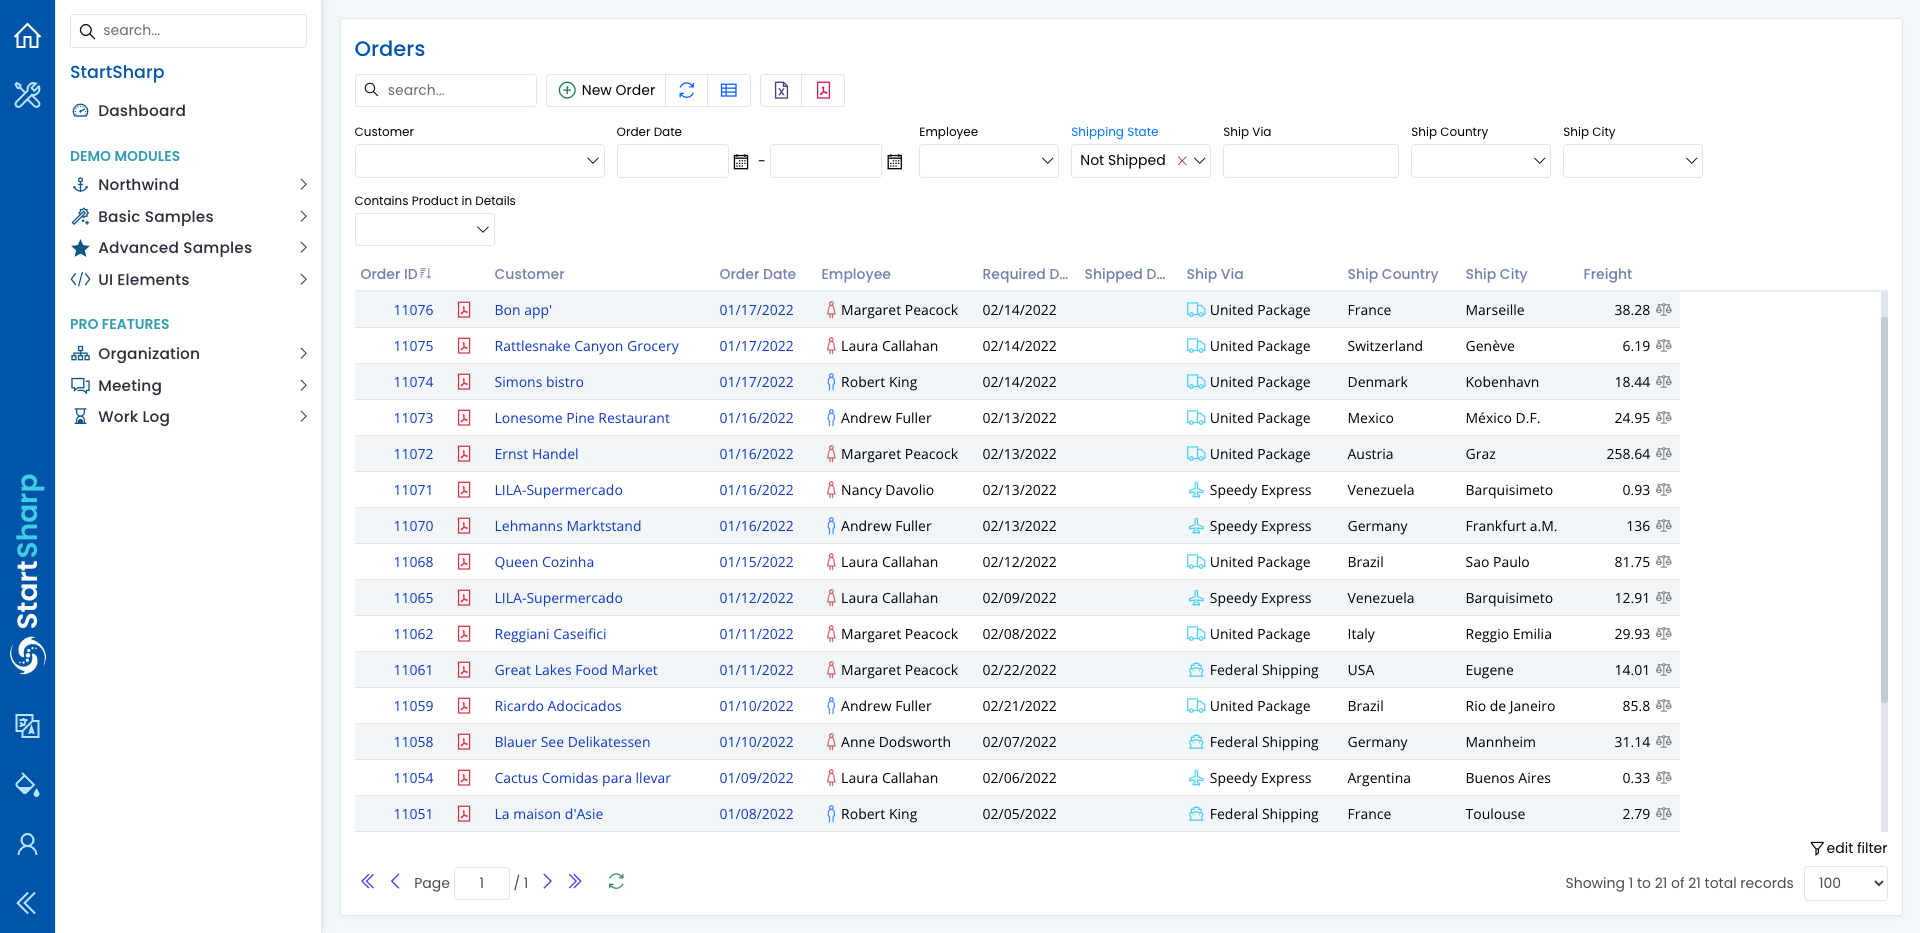 search...
StartSharp
Dashboard
DEMO MODULES
Northwind
Basic Samples
Advanced Samples
UI Elements
PRO FEATURES
Organization
Meeting
Work Log
StartSharp
Orders
search...
New Order
Customer Order Date Employee Shipping State Ship Via Ship Country Ship City
- Not Shipped
Contains Product in Details
Order ID Customer Order Date Employee Required D... Shipped D... Ship Via Ship Country Ship City Freight
11076 Bon app' 01/17/2022 Margaret Peacock 02/14/2022 United Package France Marseille 38.28
11075 Rattlesnake Canyon Grocery 01/17/2022 Laura Callahan 02/14/2022 United Package Switzerland Genève 6.19
11074 Simons bistro 01/17/2022 Robert King 02/14/2022 United Package Denmark Kobenhavn 18.44
11073 Lonesome Pine Restaurant 01/16/2022 Andrew Fuller 02/13/2022 United Package Mexico México D.F. 24.95
11072 Ernst Handel 01/16/2022 Margaret Peacock 02/13/2022 United Package Austria Graz 258.64
11071 LILA-Supermercado 01/16/2022 Nancy Davolio 02/13/2022 Speedy Express Venezuela Barquisimeto 0.93
11070 Lehmanns Marktstand 01/16/2022 Andrew Fuller 02/13/2022 Speedy Express Germany Frankfurt a.M. 136
11068 Queen Cozinha 01/15/2022 Laura Callahan 02/12/2022 United Package Brazil Sao Paulo 81.75
11065 LILA-Supermercado 01/12/2022 Laura Callahan 02/09/2022 Speedy Express Venezuela Barquisimeto 12.91
11062 Reggiani Caseifici 01/11/2022 Margaret Peacock 02/08/2022 United Package Italy Reggio Emilia 29.93
11061 Great Lakes Food Market 01/11/2022 Margaret Peacock 02/22/2022 Federal Shipping USA Eugene 14.01
11059 Ricardo Adocicados 01/10/2022 Andrew Fuller 02/21/2022 United Package Brazil Rio de Janeiro 85.8
11058 Blauer See Delikatessen 01/10/2022 Anne Dodsworth 02/07/2022 Federal Shipping Germany Mannheim 31.14
11054 Cactus Comidas para llevar 01/09/2022 Laura Callahan 02/06/2022 Speedy Express Argentina Buenos Aires 0.33
11051 La maison d'Asie 01/08/2022 Robert King 02/05/2022 Federal Shipping France Toulouse 2.79
edit filter
Page 1 / 1 Showing 1 to 21 of 21 total records 100